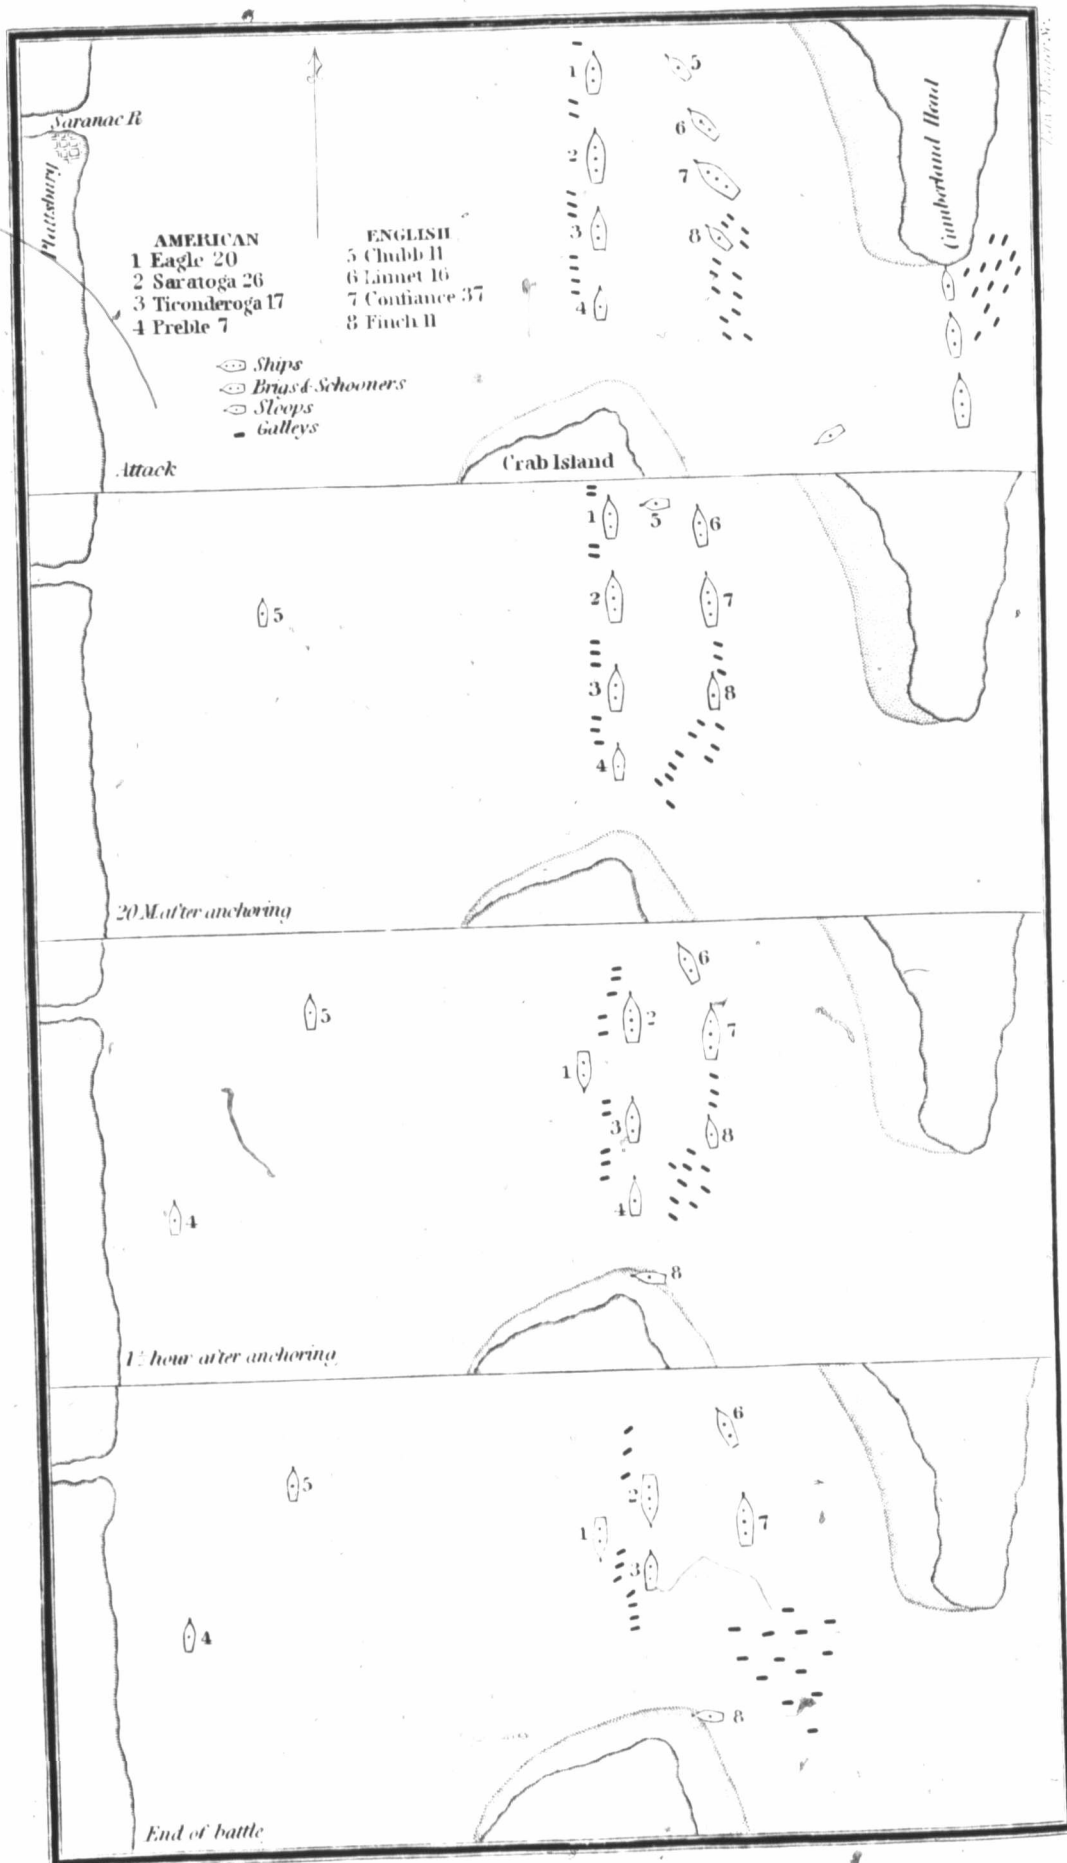 Saranac R
Plattsburg
Cumberland Head
AMERICAN
1 Eagle 20
2 Saratoga 26
3 Ticonderoga 17
4 Preble 7
ENGLISH
5 Chubb 11
6 Linnet 16
7 Confiance 37
8 Finch 11
Ships
Brigs & Schooners
Sloops
Galleys
1
2
3
4
5
6
7
8
Crab Island
Attack
1
2
3
4
5
5
6
7
8
20 M after anchoring
5
4
1
2
3
4
6
7
8
8
hour after anchoring
5
4
1
2
3
6
7
8
End of battle